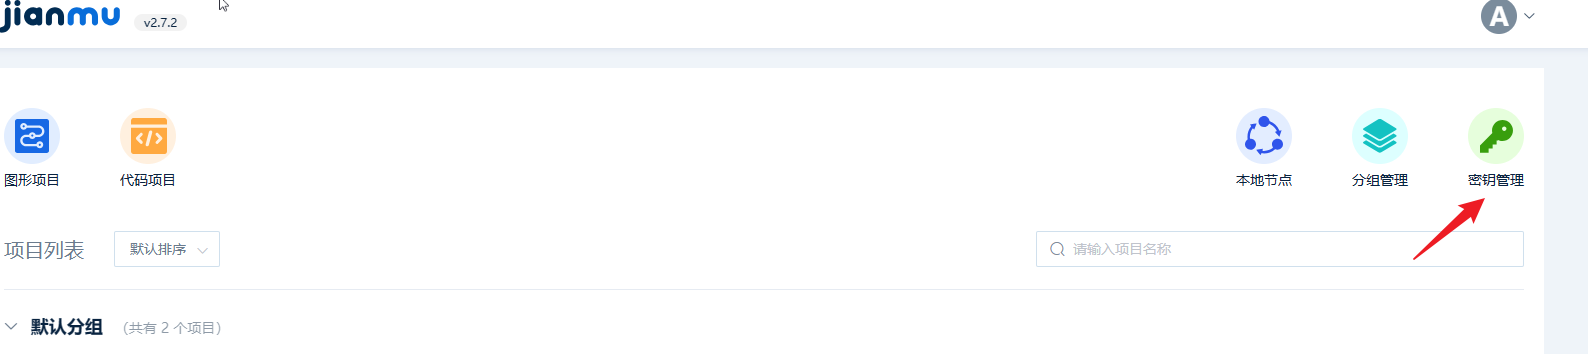 jianmu v2.7.2 A
图形项目 代码项目 本地节点 分组管理 密钥管理
项目列表 默认排序 请输入项目名称
默认分组 （共有 2 个项目）